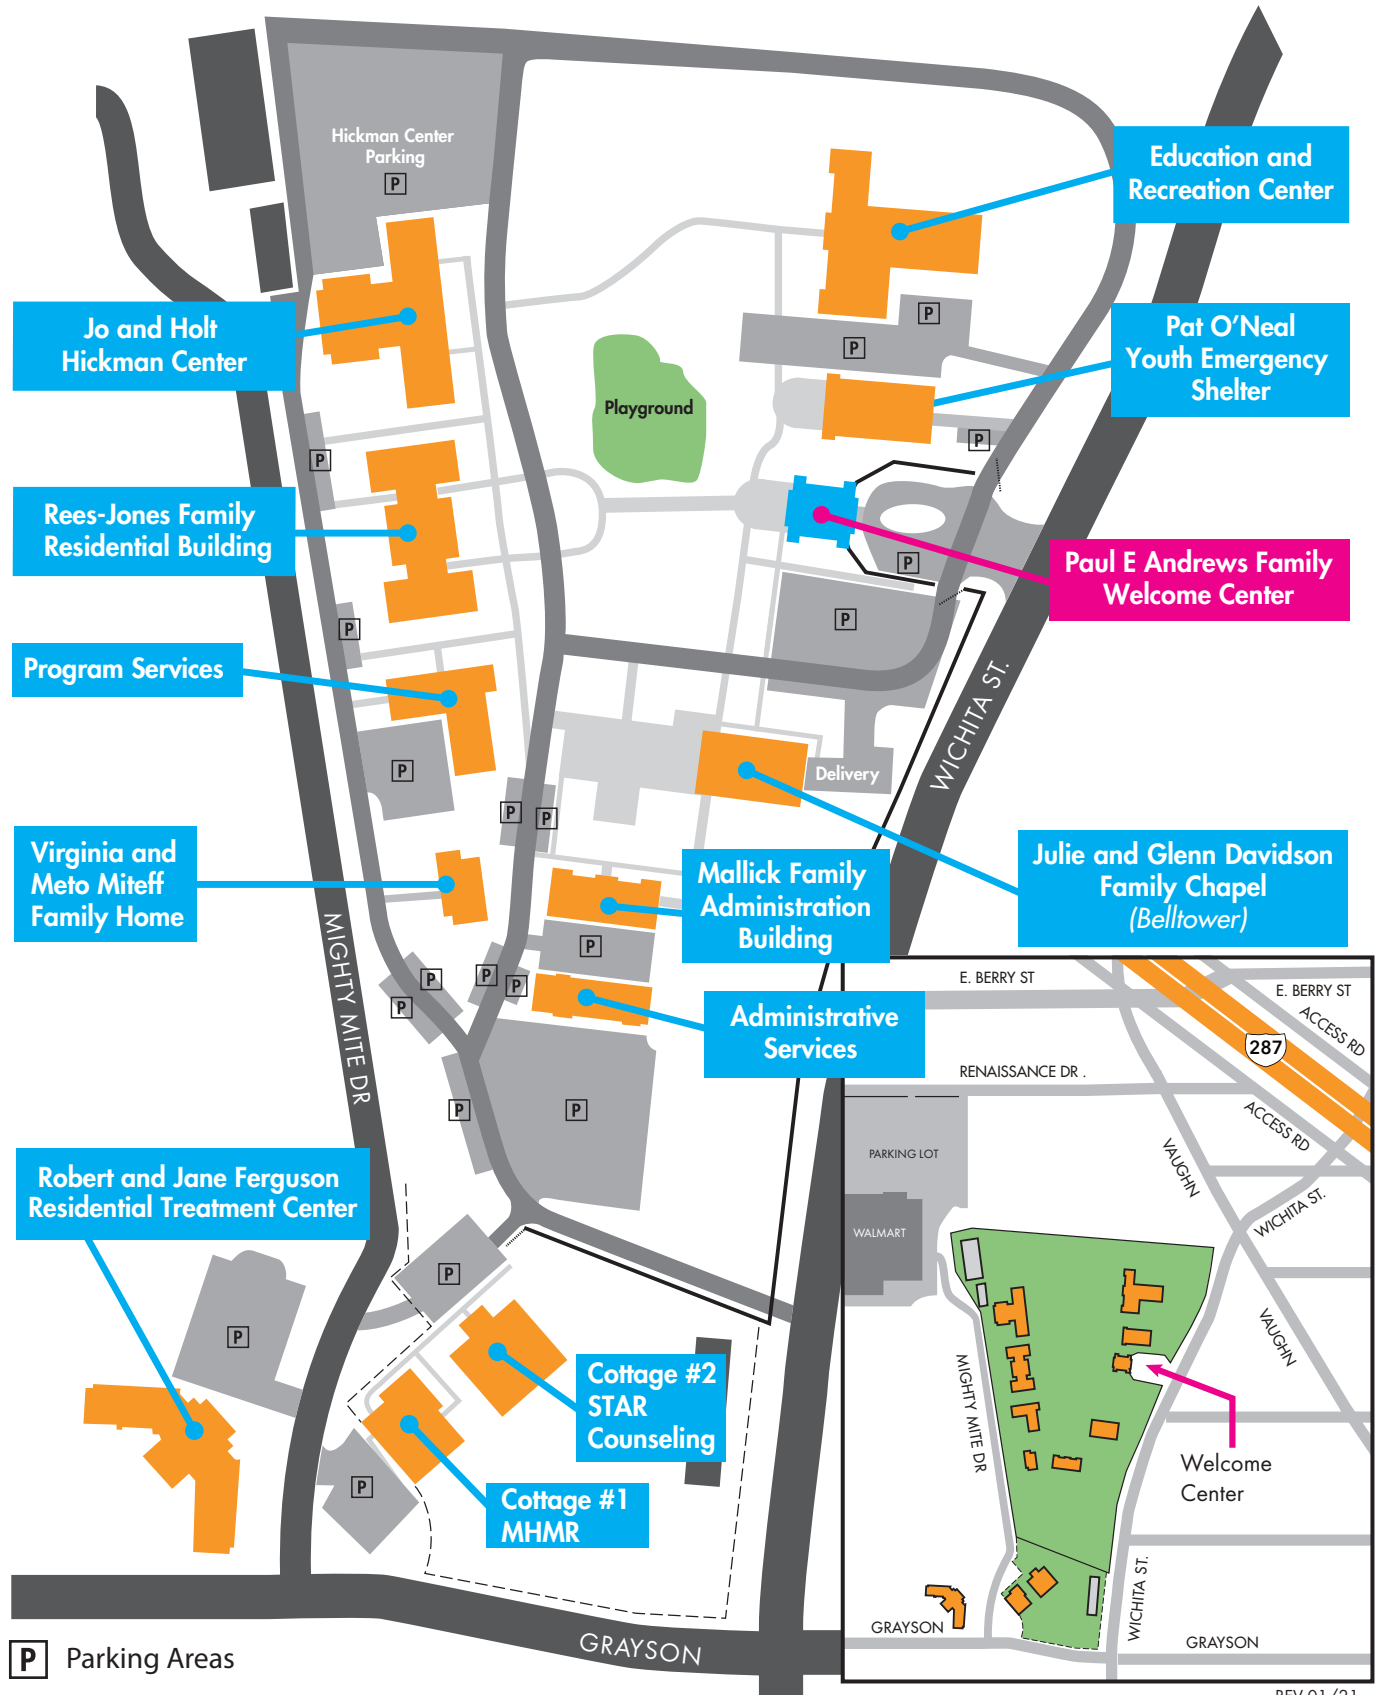 Hickman Center
Parking
P
Education and
Recreation Center
Jo and Holt
Hickman Center
P
P
Pat O'Neal
Youth Emergency
Shelter
Playground
P
P
Rees-Jones Family
Residential Building
P
Paul E Andrews Family
Welcome Center
P
P
Program Services
WICHITA ST.
P
Delivery
P
P
Virginia and
Meto Miteff
Family Home
Mallick Family
Administration
Building
Julie and Glenn Davidson
Family Chapel
(Belltower)
MIGHTY MITE DR
P
P
P
P
P
Administrative
Services
P
P
Robert and Jane Ferguson
Residential Treatment Center
P
P
Cottage #2
STAR
Counseling
P
Cottage #1
MHMR
GRAYSON
P Parking Areas
E. BERRY ST
E. BERRY ST
ACCESS RD
287
RENAISSANCE DR .
ACCESS RD
PARKING LOT
VAUGHN
WICHITA ST.
WALMART
VAUGHN
MIGHTY MITE DR
Welcome
Center
WICHITA ST.
GRAYSON
GRAYSON
REV 01/21